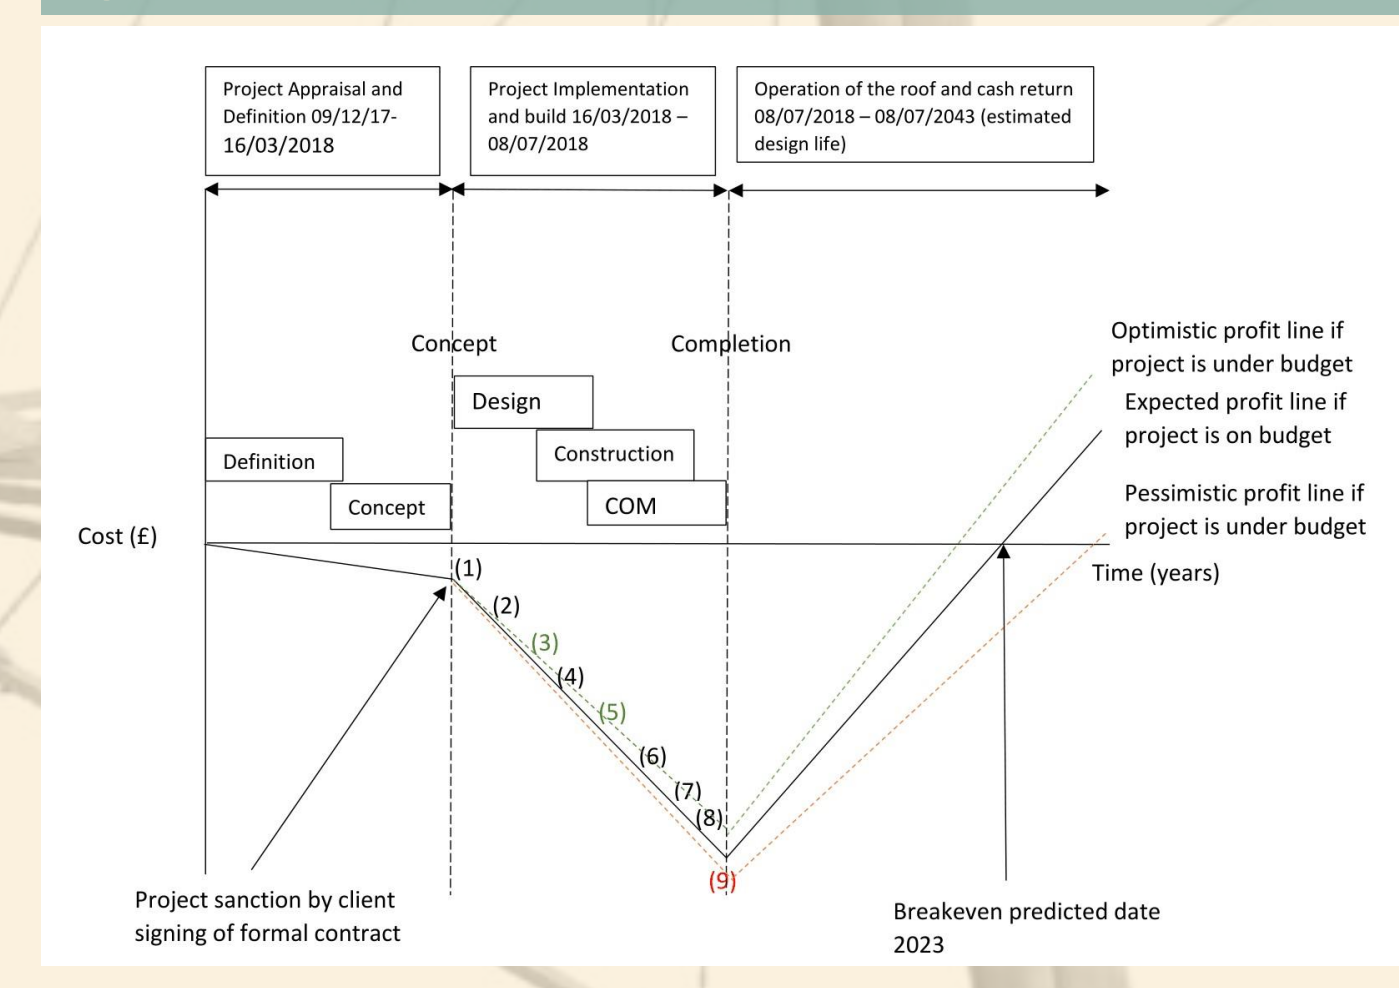 Project Appraisal and
Definition 09/12/17-
16/03/2018
Project Implementation
and build 16/03/2018 –
08/07/2018
Operation of the roof and cash return
08/07/2018 – 08/07/2043 (estimated
design life)
Concept
Completion
Optimistic profit line if
project is under budget
Expected profit line if
project is on budget
Pessimistic profit line if
project is under budget
Design
Construction
COM
Definition
Concept
Cost (£)
Time (years)
(1)
(2)
(3)
(4)
(5)
(6)
(7)
(8)
(9)
Project sanction by client
signing of formal contract
Breakeven predicted date
2023